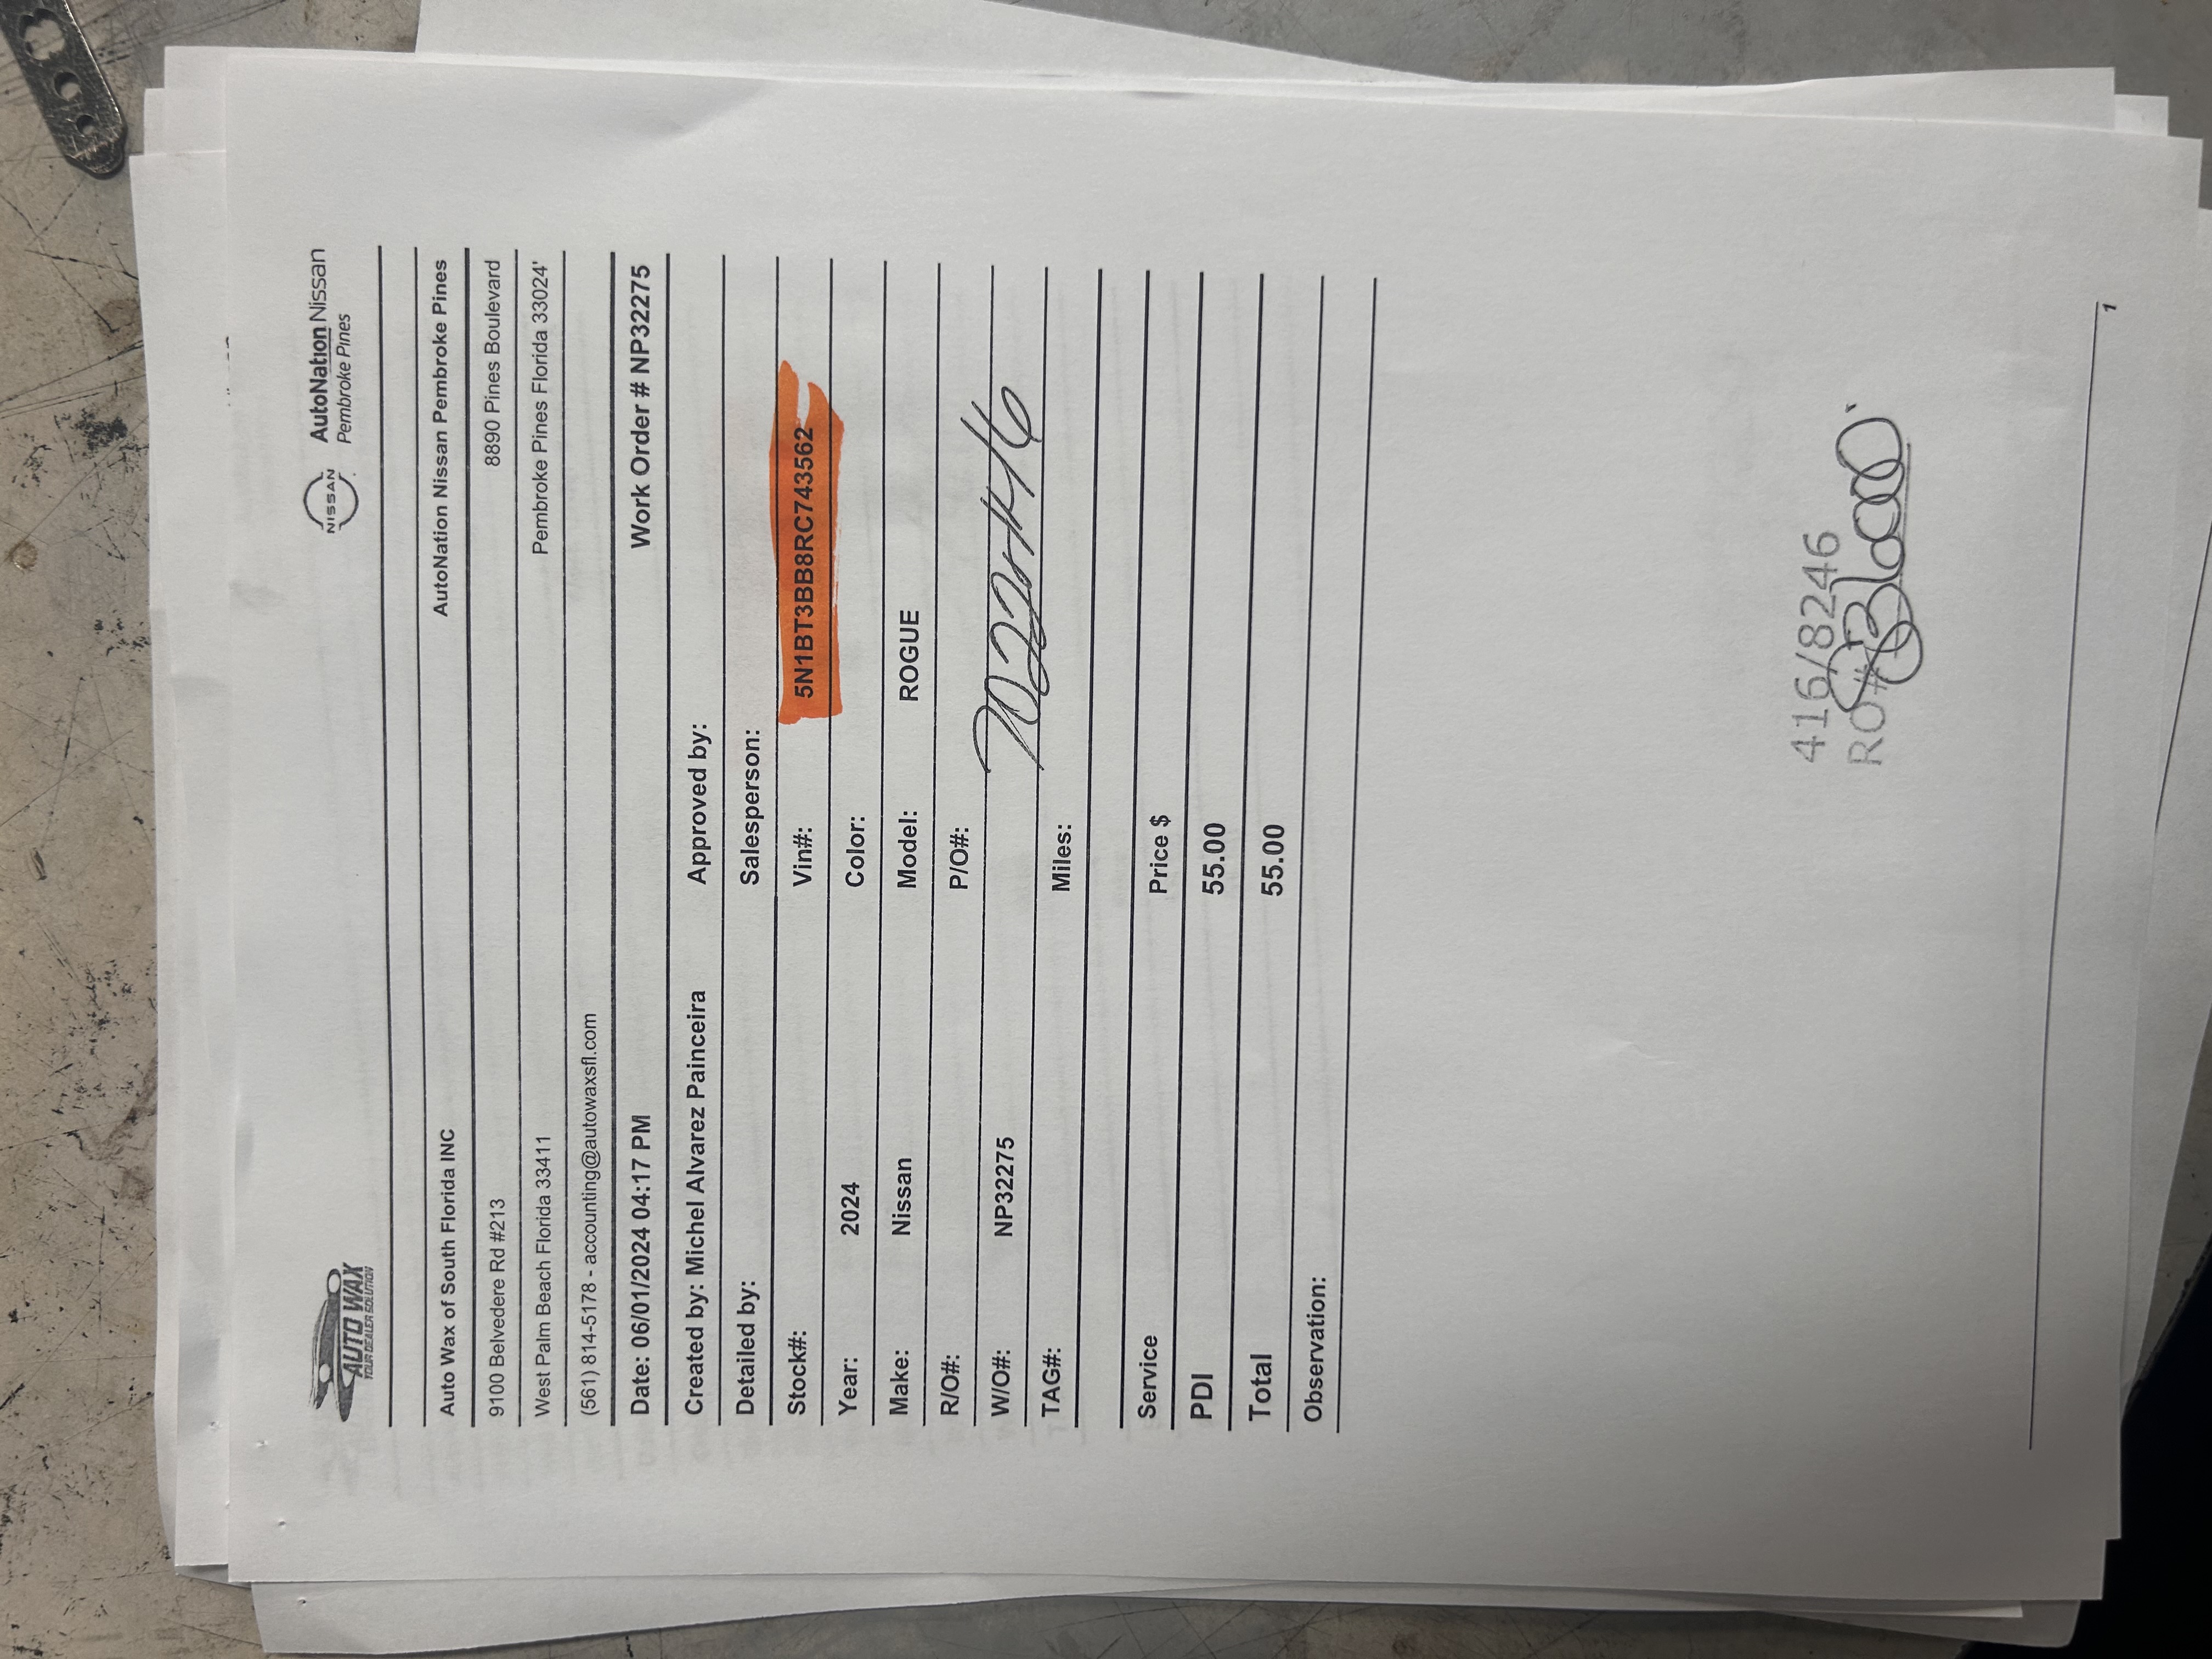 AUTO WAX
YOUR DEALER SOLUTION
NISSAN
AutoNation Nissan
Pembroke Pines
Auto Wax of South Florida INC AutoNation Nissan Pembroke Pines
9100 Belvedere Rd #213 8890 Pines Boulevard
West Palm Beach Florida 33411 Pembroke Pines Florida 33024'
(561) 814-5178 - accounting@autowaxsfl.com
Date: 06/01/2024 04:17 PM Work Order # NP32275
Created by: Michel Alvarez Painceira Approved by:
Detailed by: Salesperson:
Stock#: Vin#: 5N1BT3BB8RC743562
Year: 2024 Color:
Make: Nissan Model: ROGUE
R/O#: P/O#:
W/O#: NP32275
TAG#: Miles:
Service Price $
PDI 55.00
Total 55.00
Observation:
416/8246
RO#
1